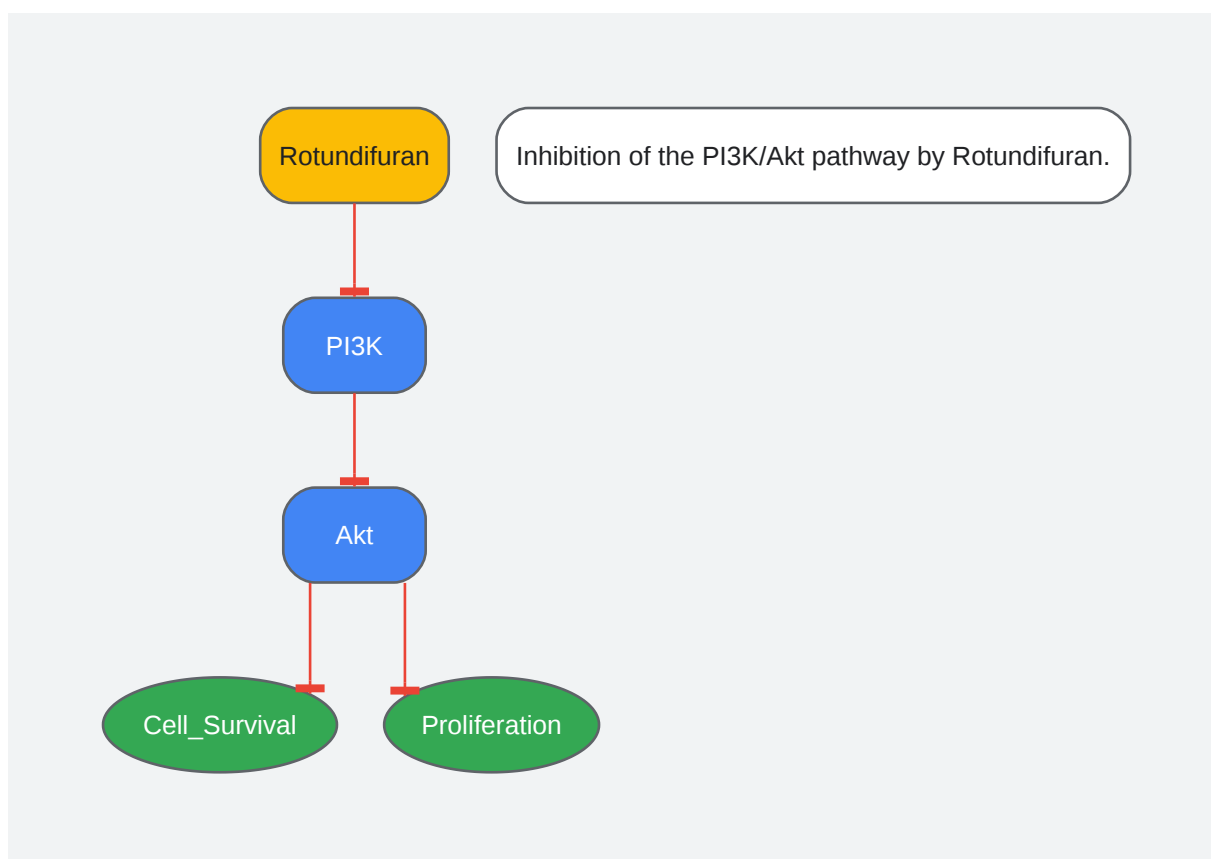 Rotundifuran
Inhibition of the PI3K/Akt pathway by Rotundifuran.
PI3K
Akt
Cell_Survival
Proliferation